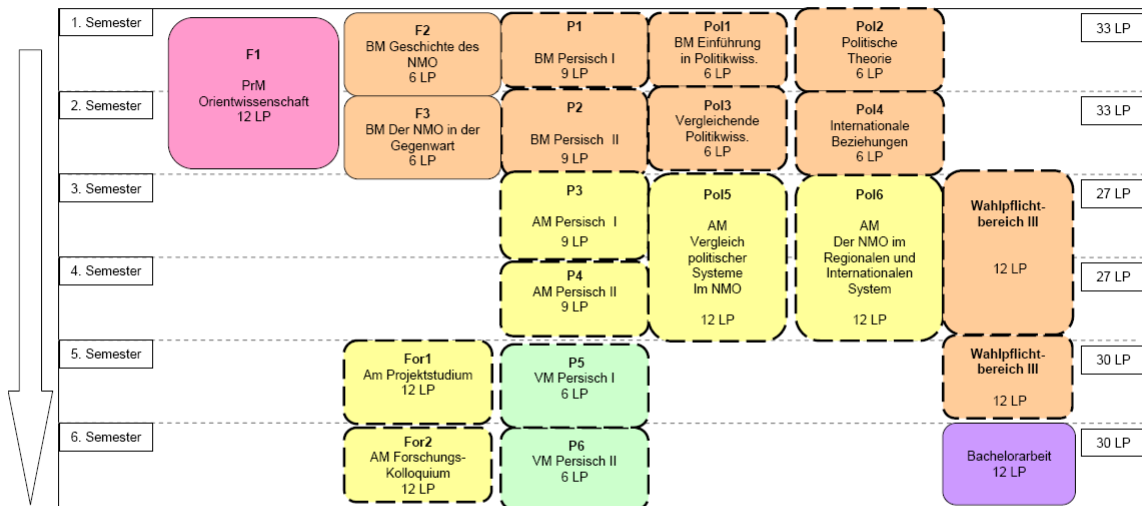 1. Semester
F1
PrM
Orientwissenschaft
12 LP
F2
BM Geschichte des
NMO
6 LP
P1
BM Persisch I
9 LP
Pol1
BM Einführung
in Politikwiss.
6 LP
Pol2
Politische
Theorie
6 LP
33 LP
2. Semester
F3
BM Der NMO in der
Gegenwart
6 LP
P2
BM Persisch II
9 LP
Pol3
Vergleichende
Politikwiss.
6 LP
Pol4
Internationale
Beziehungen
6 LP
33 LP
3. Semester
P3
AM Persisch I
9 LP
Pol5
AM
Vergleich
politischer
Systeme
Im NMO
12 LP
Pol6
AM
Der NMO im
Regionalen und
Internationalen
System
12 LP
Wahlpflicht-
bereich III
12 LP
27 LP
4. Semester
P4
AM Persisch II
9 LP
27 LP
5. Semester
For1
Am Projektstudium
12 LP
P5
VM Persisch I
6 LP
Wahlpflicht-
bereich III
12 LP
30 LP
6. Semester
For2
AM Forschungs-
Kolloquium
12 LP
P6
VM Persisch II
6 LP
Bachelorarbeit
12 LP
30 LP